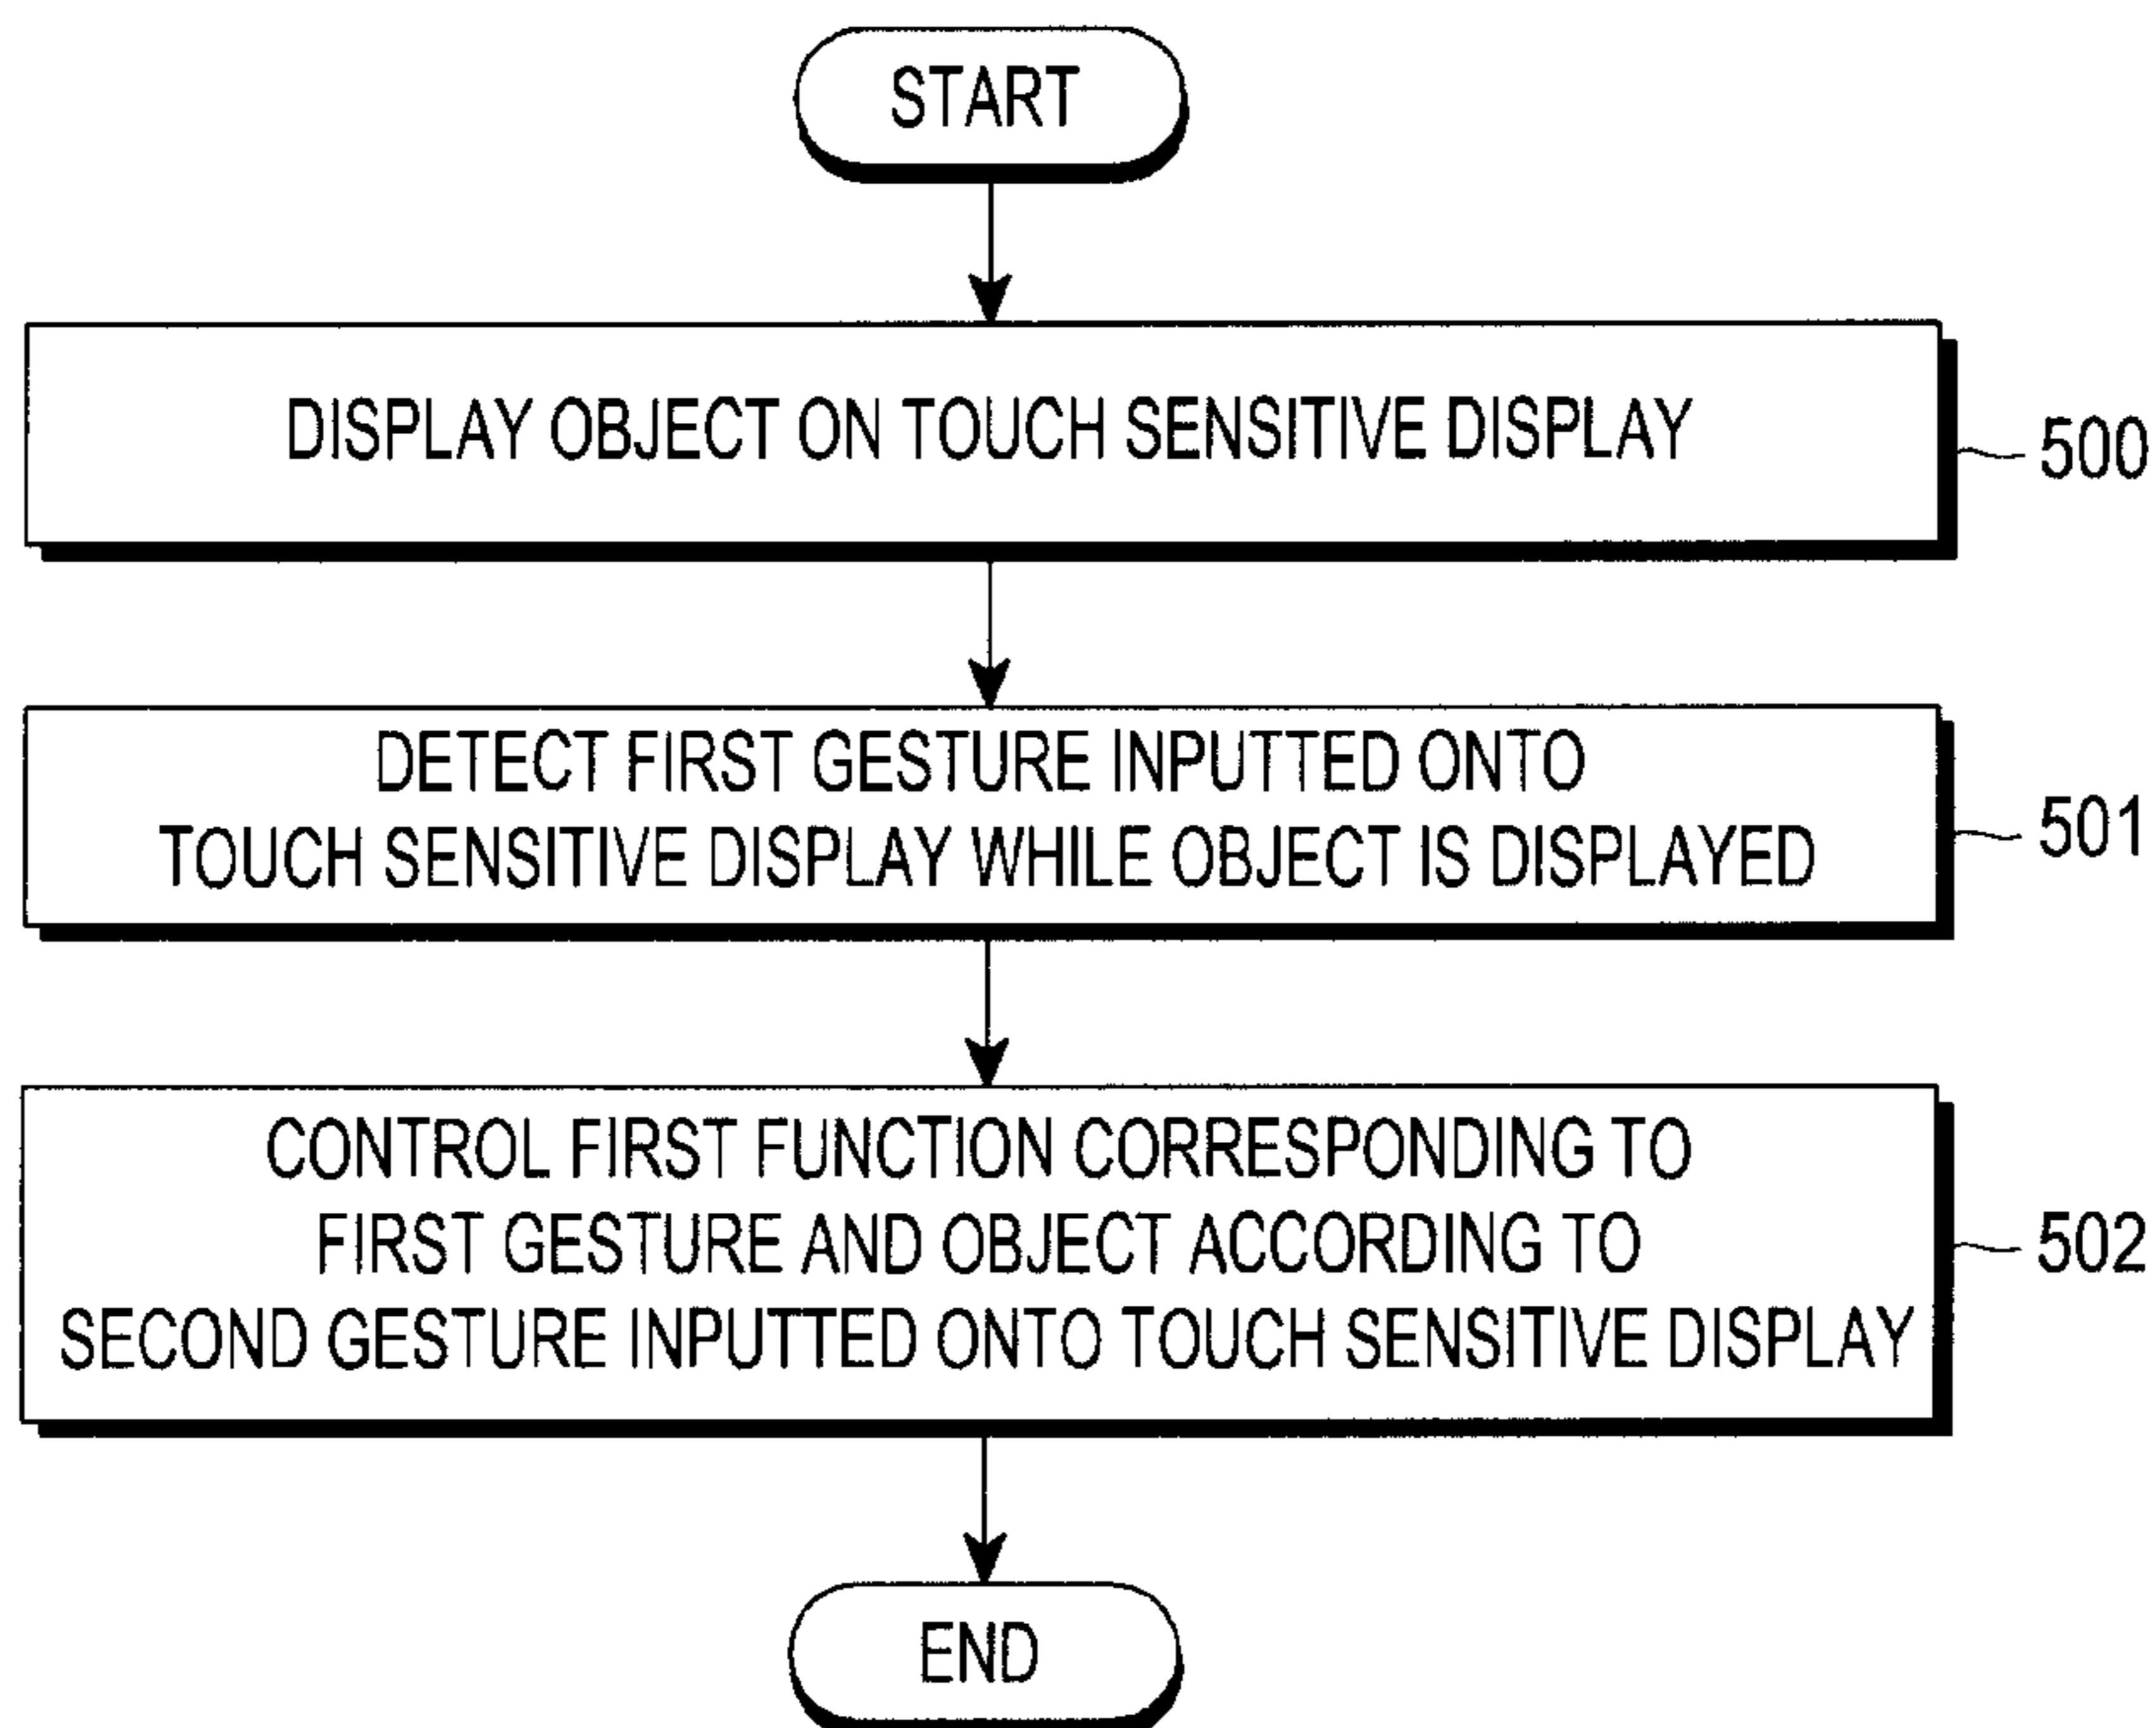 START
DISPLAY OBJECT ON TOUCH SENSITIVE DISPLAY
500
DETECT FIRST GESTURE INPUTTED ONTO
TOUCH SENSITIVE DISPLAY WHILE OBJECT IS DISPLAYED
501
CONTROL FIRST FUNCTION CORRESPONDING TO
FIRST GESTURE AND OBJECT ACCORDING TO
SECOND GESTURE INPUTTED ONTO TOUCH SENSITIVE DISPLAY
502
END